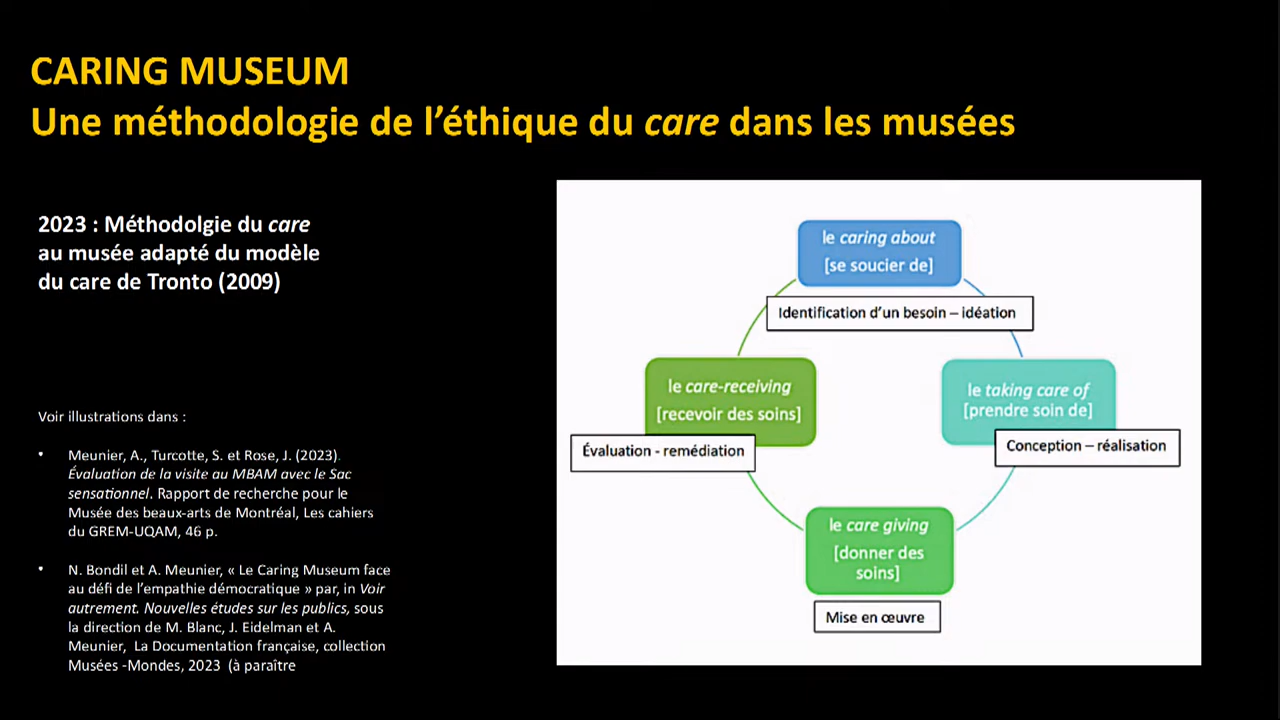 CARING MUSEUM
Une méthodologie de l'éthique du care dans les musées
2023 : Méthodolgie du care
au musée adapté du modèle
du care de Tronto (2009)
Voir illustrations dans :
• Meunier, A., Turcotte, S. et Rose, J. (2023).
Évaluation de la visite au MBAM avec le Sac
sensationnel. Rapport de recherche pour le
Musée des beaux-arts de Montréal, Les cahiers
du GREM-UQAM, 46 p.
• N. Bondil et A. Meunier, « Le Caring Museum face
au défi de l'empathie démocratique » par, in Voir
autrement. Nouvelles études sur les publics, sous
la direction de M. Blanc, J. Eidelman et A.
Meunier, La Documentation française, collection
Musées -Mondes, 2023 (à paraître
le caring about
[se soucier de]
Identification d'un besoin – idéation
le taking care of
[prendre soin de]
Conception – réalisation
le care giving
[donner des
soins]
Mise en œuvre
le care-receiving
[recevoir des soins]
Évaluation - remédiation